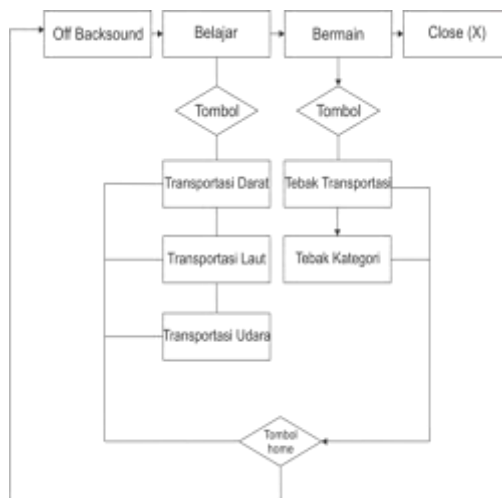 Off Backsound
Belajar
Bermain
Close (X)
Tombol
Tombol
Transportasi Darat
Tebak Transportasi
Transportasi Laut
Tebak Kategori
Transportasi Udara
Tombol
home